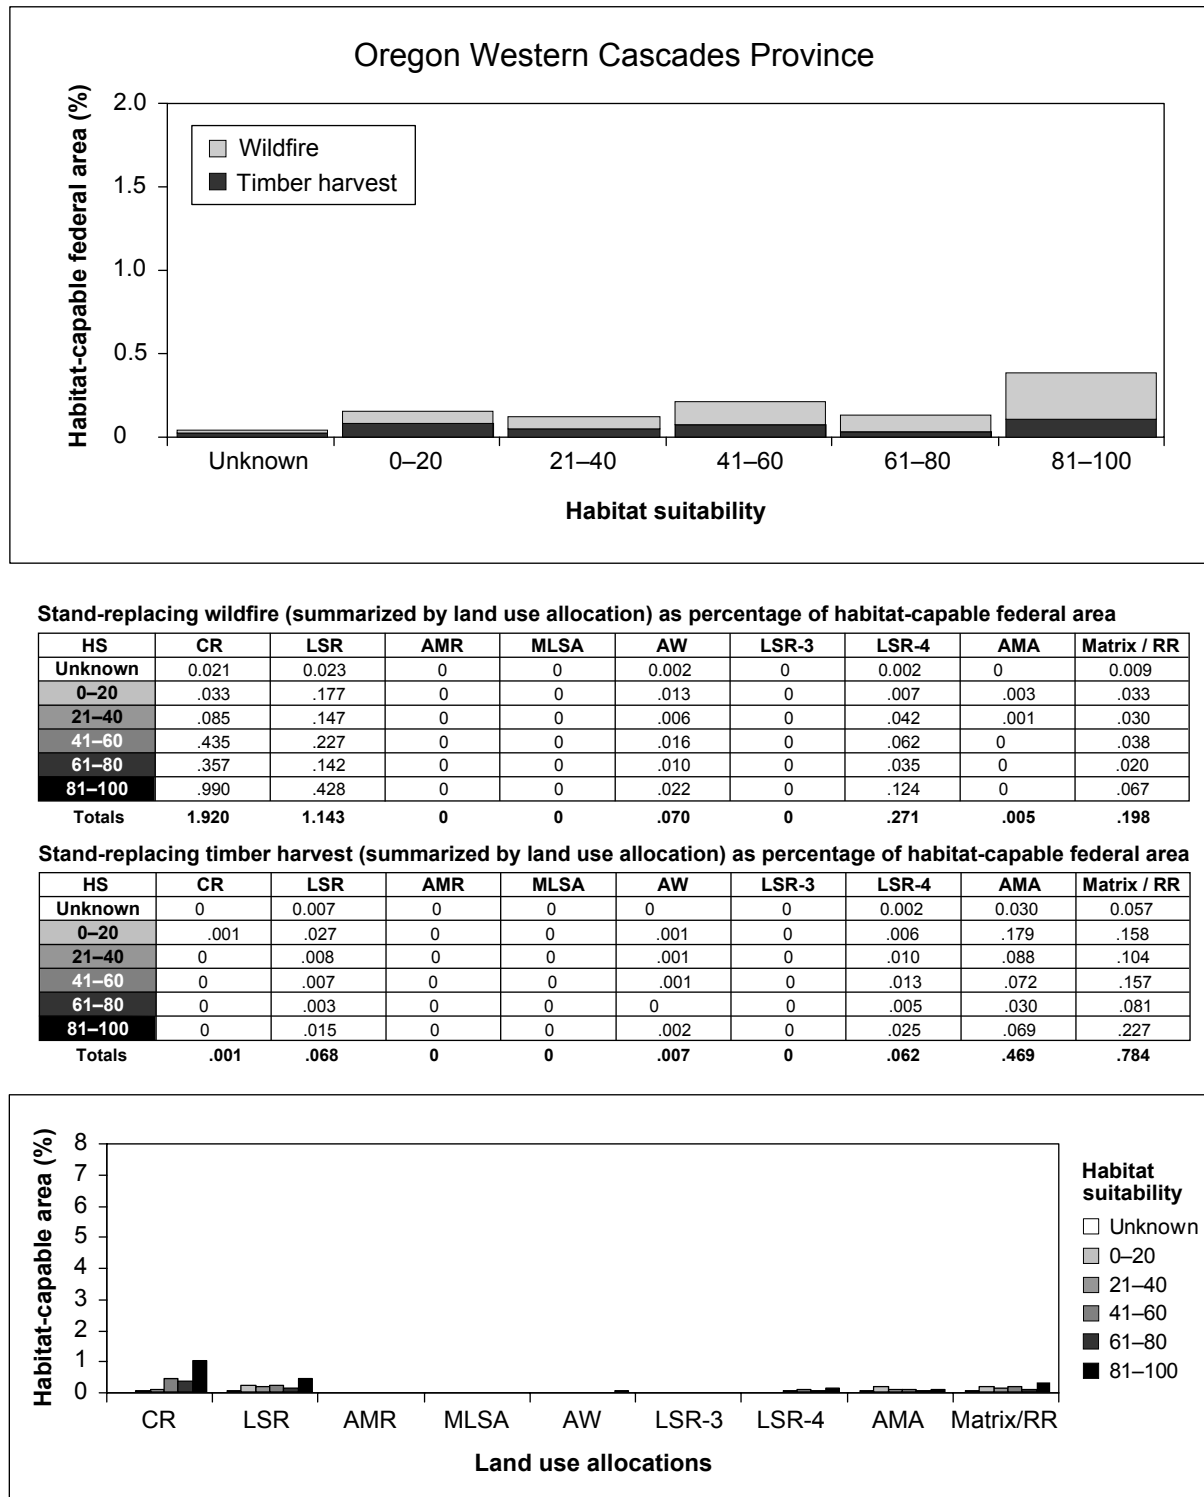 Oregon Western Cascades Province
Habitat-capable federal area (%)
2.0
1.5
1.0
0.5
0
Wildfire
Timber harvest
Unknown 0–20 21–40 41–60 61–80 81–100
Habitat suitability
Stand-replacing wildfire (summarized by land use allocation) as percentage of habitat-capable federal area
HS CR LSR AMR MLSA AW LSR-3 LSR-4 AMA Matrix / RR
Unknown 0.021 0.023 0 0 0.002 0 0.002 0 0.009
0–20 .033 .177 0 0 .013 0 .007 .003 .033
21–40 .085 .147 0 0 .006 0 .042 .001 .030
41–60 .435 .227 0 0 .016 0 .062 0 .038
61–80 .357 .142 0 0 .010 0 .035 0 .020
81–100 .990 .428 0 0 .022 0 .124 0 .067
Totals 1.920 1.143 0 0 .070 0 .271 .005 .198
Stand-replacing timber harvest (summarized by land use allocation) as percentage of habitat-capable federal area
HS CR LSR AMR MLSA AW LSR-3 LSR-4 AMA Matrix / RR
Unknown 0 0.007 0 0 0 0 0.002 0.030 0.057
0–20 .001 .027 0 0 .001 0 .006 .179 .158
21–40 0 .008 0 0 .001 0 .010 .088 .104
41–60 0 .007 0 0 .001 0 .013 .072 .157
61–80 0 .003 0 0 0 0 .005 .030 .081
81–100 0 .015 0 0 .002 0 .025 .069 .227
Totals .001 .068 0 0 .007 0 .062 .469 .784
Habitat-capable area (%)
8
7
6
5
4
3
2
1
0
CR LSR AMR MLSA AW LSR-3 LSR-4 AMA Matrix/RR
Land use allocations
Habitat
suitability
Unknown
0–20
21–40
41–60
61–80
81–100